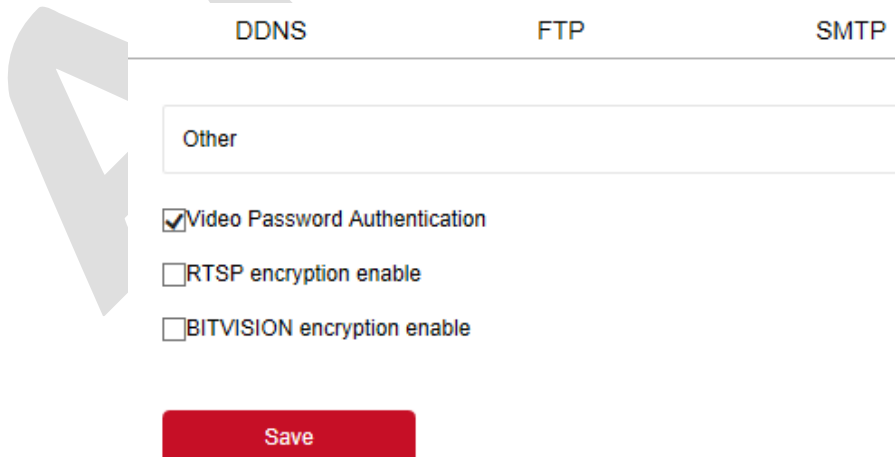 DDNS FTP SMTP
Other
Video Password Authentication
RTSP encryption enable
BITVISION encryption enable
Save